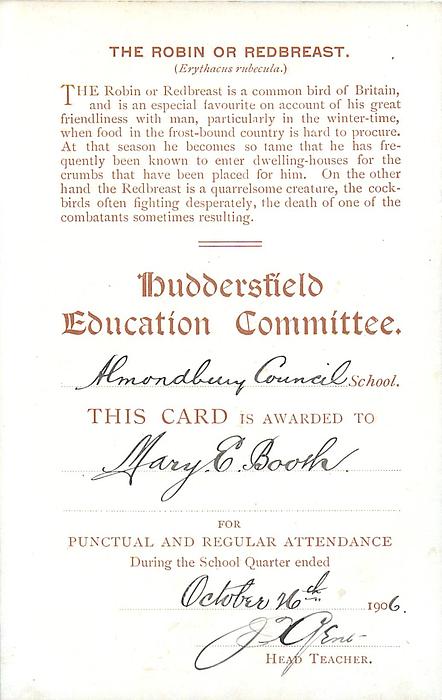 THE ROBIN OR REDBREAST.
(Erythacus rubecula.)
THE Robin or Redbreast is a common bird of Britain,
and is an especial favourite on account of his great
friendliness with man, particularly in the winter-time,
when food in the frost-bound country is hard to procure.
At that season he becomes so tame that he has fre-
quently been known to enter dwelling-houses for the
crumbs that have been placed for him. On the other
hand the Redbreast is a quarrelsome creature, the cock-
birds often fighting desperately, the death of one of the
combatants sometimes resulting.
Huddersfield
Education Committee.
Almondbury Council School.
THIS CARD IS AWARDED TO
Mary E. Booth.
FOR
PUNCTUAL AND REGULAR ATTENDANCE
During the School Quarter ended
October 26th 1906.
HEAD TEACHER.